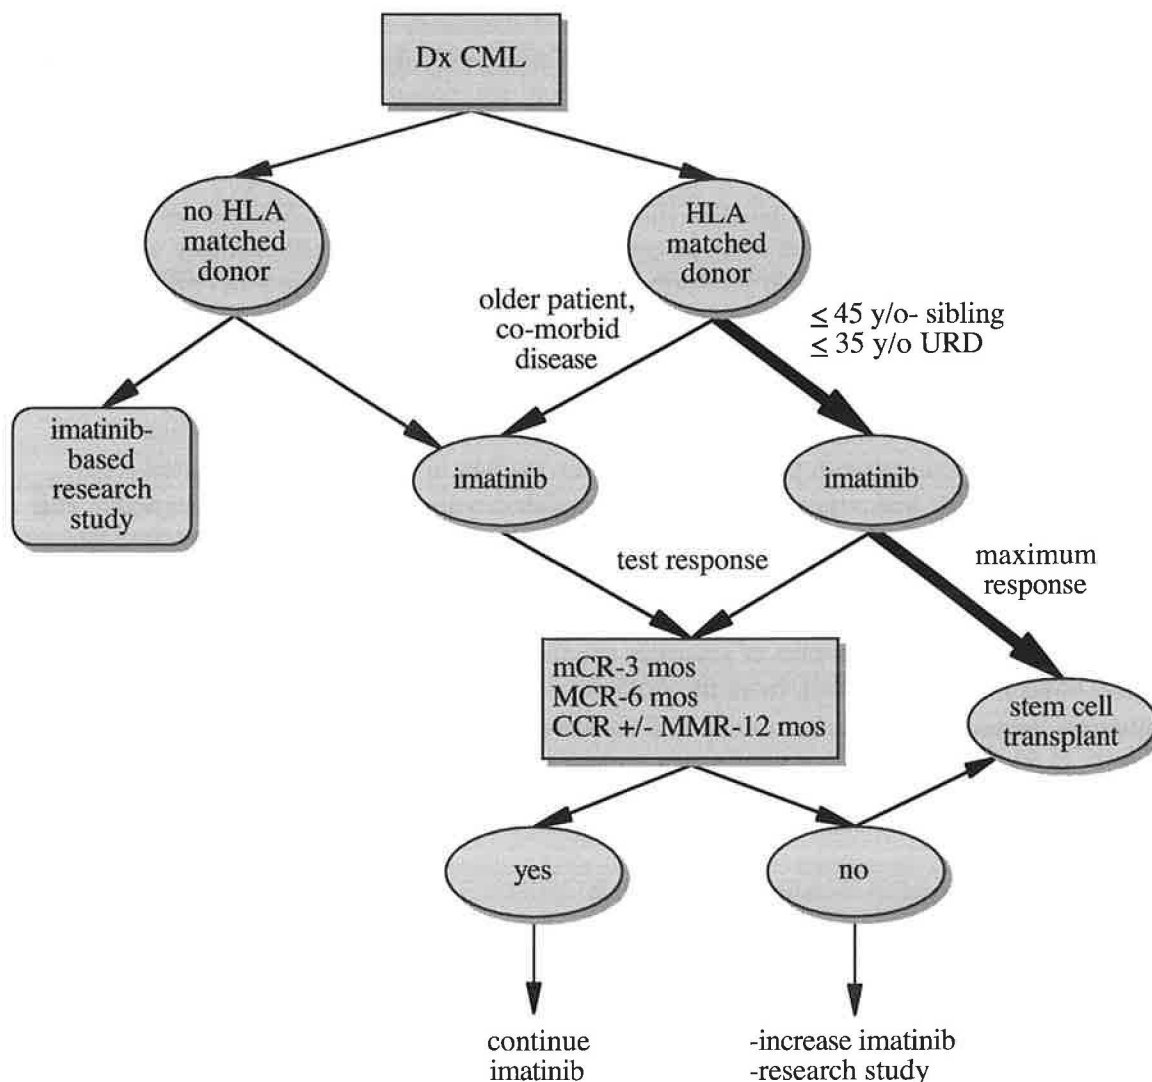 Dx CML
no HLA
matched
donor
HLA
matched
donor
older patient,
co-morbid
disease
≤ 45 y/o- sibling
≤ 35 y/o URD
imatinib-
based
research
study
imatinib
imatinib
test response
maximum
response
mCR-3 mos
MCR-6 mos
CCR +/- MMR-12 mos
stem cell
transplant
yes
no
continue
imatinib
-increase imatinib
-research study